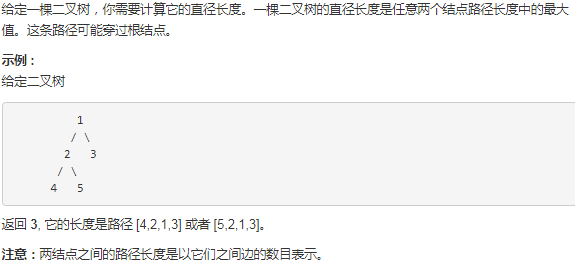 给定一棵二叉树，你需要计算它的直径长度。一棵二叉树的直径长度是任意两个结点路径长度中的最大
值。这条路径可能穿过根结点。
示例：
给定二叉树
1
/ \
2   3
/ \
4   5
返回 3, 它的长度是路径 [4,2,1,3] 或者 [5,2,1,3]。
注意：两结点之间的路径长度是以它们之间边的数目表示。